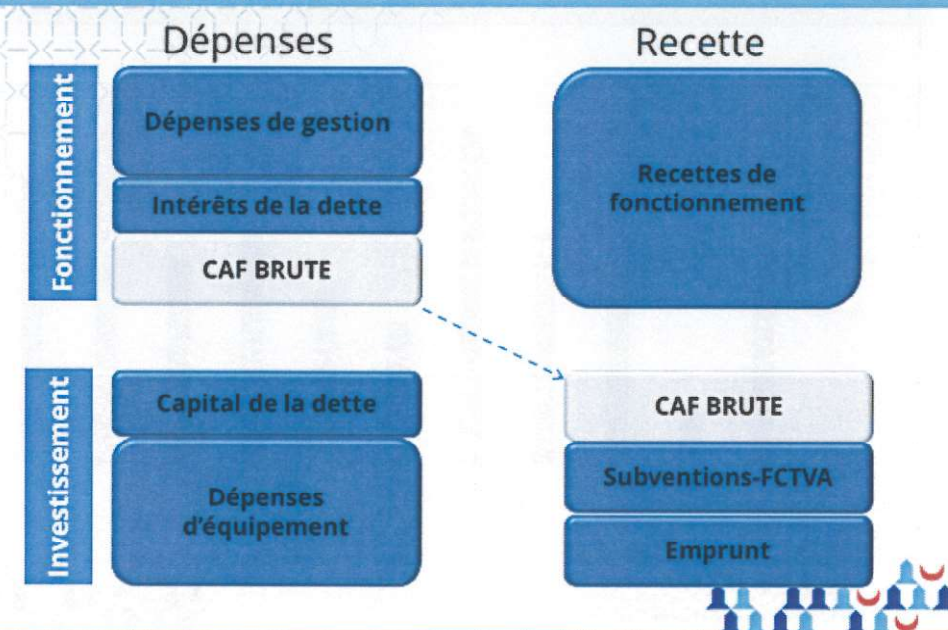 Dépenses
Recette
Fonctionnement
Dépenses de gestion
Intérêts de la dette
CAF BRUTE
Recettes de
fonctionnement
Investissement
Capital de la dette
Dépenses
d'équipement
CAF BRUTE
Subventions-FCTVA
Emprunt